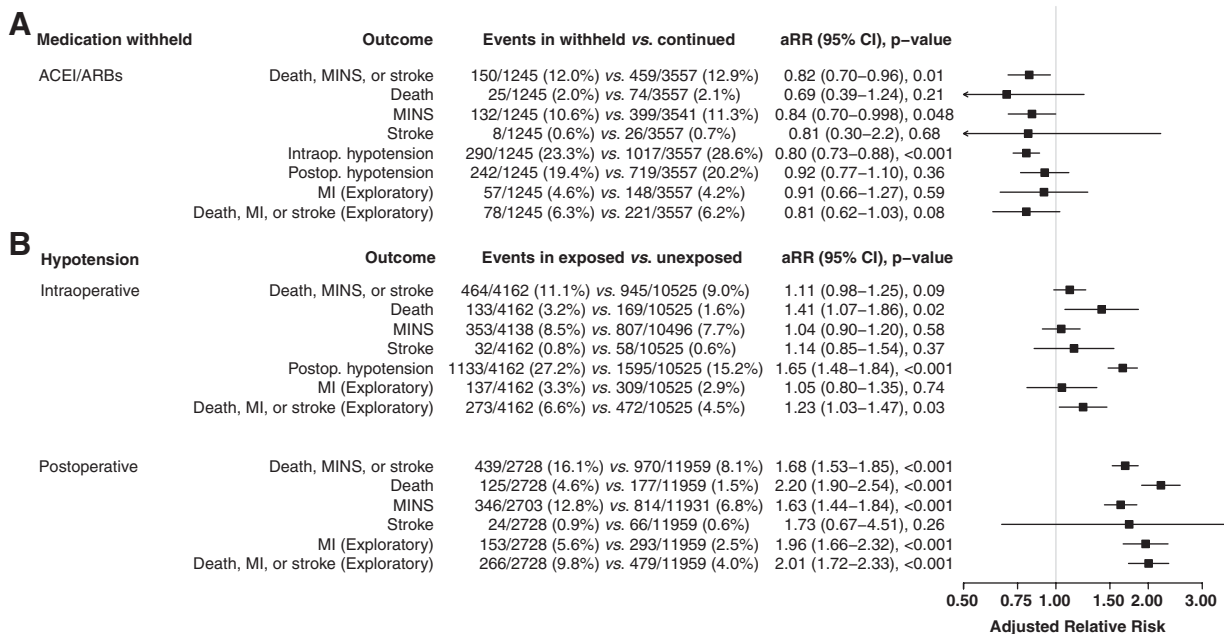 A
Medication withheld Outcome Events in withheld vs. continued aRR (95% CI), p−value
ACEI/ARBs Death, MINS, or stroke 150/1245 (12.0%) vs. 459/3557 (12.9%) 0.82 (0.70−0.96), 0.01
Death 25/1245 (2.0%) vs. 74/3557 (2.1%) 0.69 (0.39−1.24), 0.21
MINS 132/1245 (10.6%) vs. 399/3541 (11.3%) 0.84 (0.70−0.998), 0.048
Stroke 8/1245 (0.6%) vs. 26/3557 (0.7%) 0.81 (0.30−2.2), 0.68
Intraop. hypotension 290/1245 (23.3%) vs. 1017/3557 (28.6%) 0.80 (0.73−0.88), <0.001
Postop. hypotension 242/1245 (19.4%) vs. 719/3557 (20.2%) 0.92 (0.77−1.10), 0.36
MI (Exploratory) 57/1245 (4.6%) vs. 148/3557 (4.2%) 0.91 (0.66−1.27), 0.59
Death, MI, or stroke (Exploratory) 78/1245 (6.3%) vs. 221/3557 (6.2%) 0.81 (0.62−1.03), 0.08
B
Hypotension Outcome Events in exposed vs. unexposed aRR (95% CI), p−value
Intraoperative Death, MINS, or stroke 464/4162 (11.1%) vs. 945/10525 (9.0%) 1.11 (0.98−1.25), 0.09
Death 133/4162 (3.2%) vs. 169/10525 (1.6%) 1.41 (1.07−1.86), 0.02
MINS 353/4138 (8.5%) vs. 807/10496 (7.7%) 1.04 (0.90−1.20), 0.58
Stroke 32/4162 (0.8%) vs. 58/10525 (0.6%) 1.14 (0.85−1.54), 0.37
Postop. hypotension 1133/4162 (27.2%) vs. 1595/10525 (15.2%) 1.65 (1.48−1.84), <0.001
MI (Exploratory) 137/4162 (3.3%) vs. 309/10525 (2.9%) 1.05 (0.80−1.35), 0.74
Death, MI, or stroke (Exploratory) 273/4162 (6.6%) vs. 472/10525 (4.5%) 1.23 (1.03−1.47), 0.03
Postoperative Death, MINS, or stroke 439/2728 (16.1%) vs. 970/11959 (8.1%) 1.68 (1.53−1.85), <0.001
Death 125/2728 (4.6%) vs. 177/11959 (1.5%) 2.20 (1.90−2.54), <0.001
MINS 346/2703 (12.8%) vs. 814/11931 (6.8%) 1.63 (1.44−1.84), <0.001
Stroke 24/2728 (0.9%) vs. 66/11959 (0.6%) 1.73 (0.67−4.51), 0.26
MI (Exploratory) 153/2728 (5.6%) vs. 293/11959 (2.5%) 1.96 (1.66−2.32), <0.001
Death, MI, or stroke (Exploratory) 266/2728 (9.8%) vs. 479/11959 (4.0%) 2.01 (1.72−2.33), <0.001
0.50 0.75 1.00 1.50 2.00 3.00
Adjusted Relative Risk